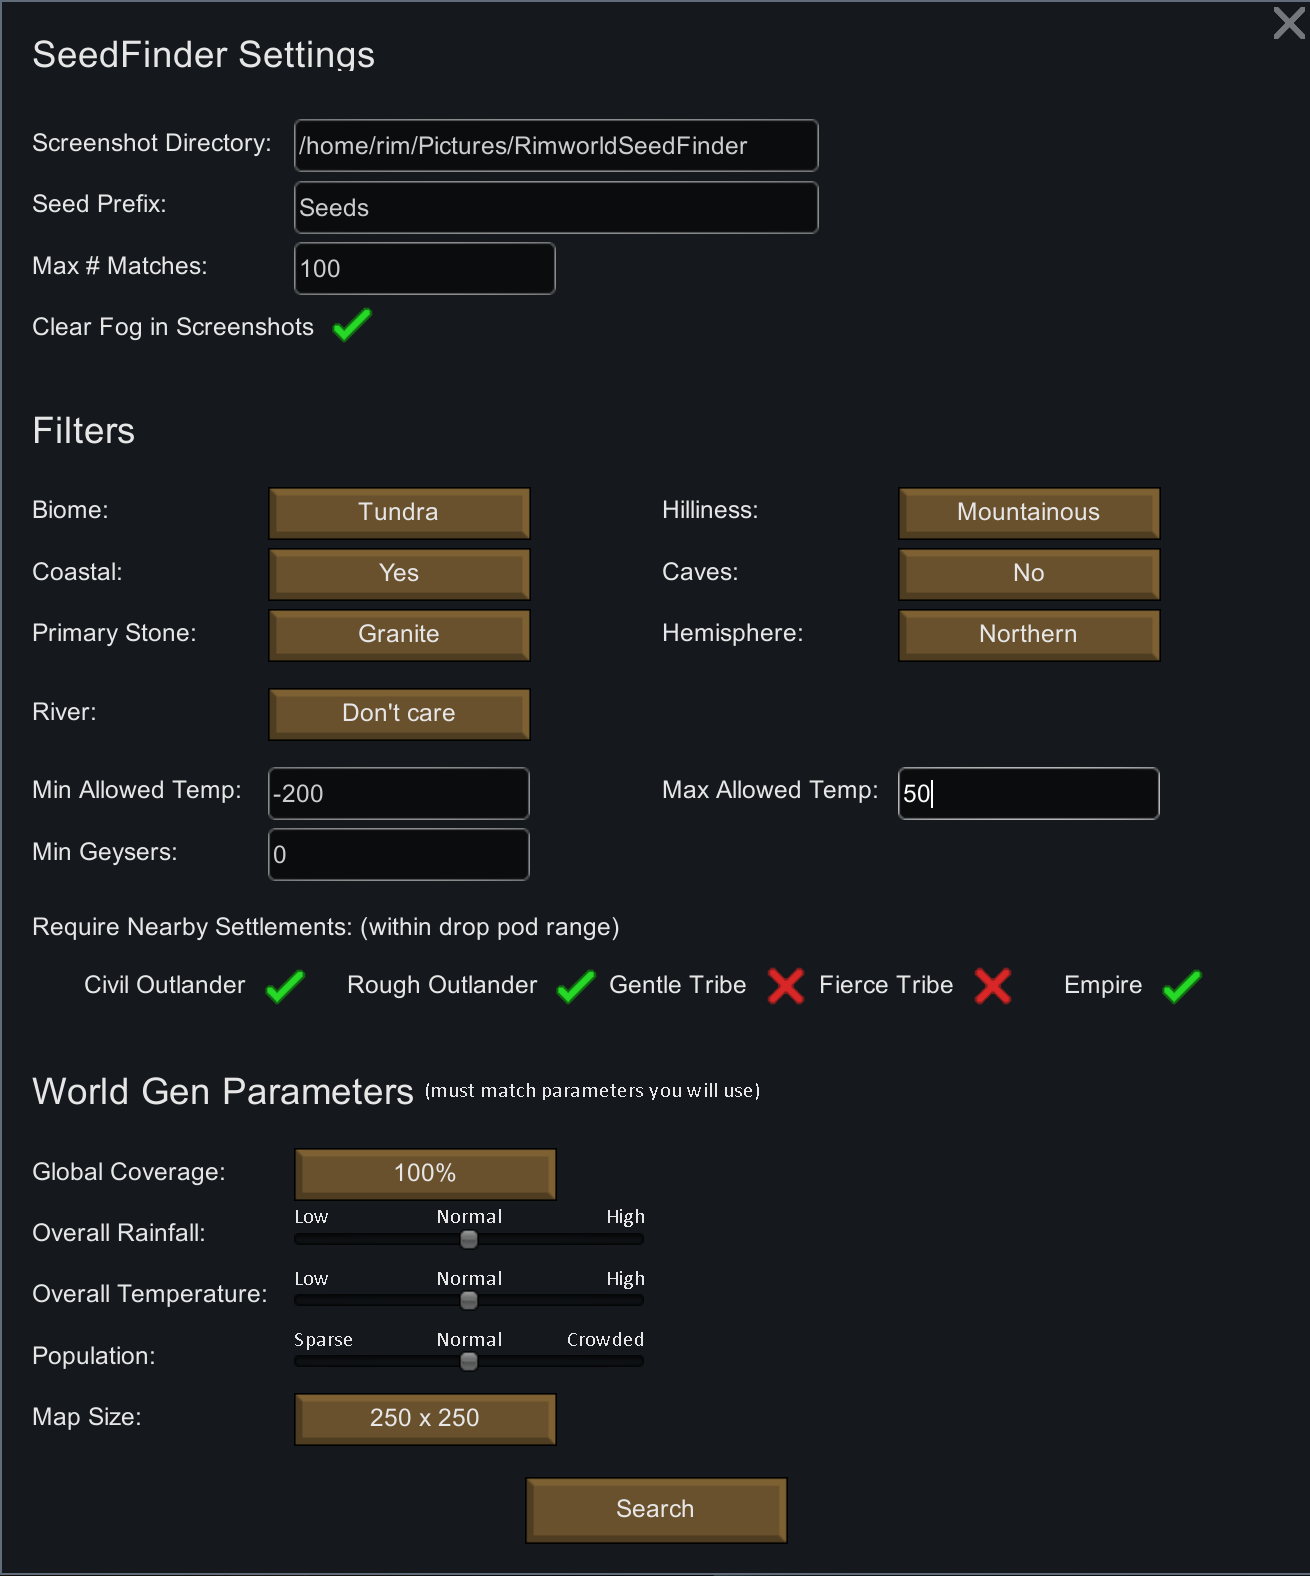 SeedFinder Settings
Screenshot Directory: /home/rim/Pictures/RimworldSeedFinder
Seed Prefix: Seeds
Max # Matches: 100
Clear Fog in Screenshots
Filters
Biome: Tundra Hilliness: Mountainous
Coastal: Yes Caves: No
Primary Stone: Granite Hemisphere: Northern
River: Don't care
Min Allowed Temp: -200 Max Allowed Temp: 50
Min Geysers: 0
Require Nearby Settlements: (within drop pod range)
Civil Outlander Rough Outlander Gentle Tribe Fierce Tribe Empire
World Gen Parameters (must match parameters you will use)
Global Coverage: 100%
Low Normal High
Overall Rainfall:
Low Normal High
Overall Temperature:
Sparse Normal Crowded
Population:
Map Size: 250 x 250
Search